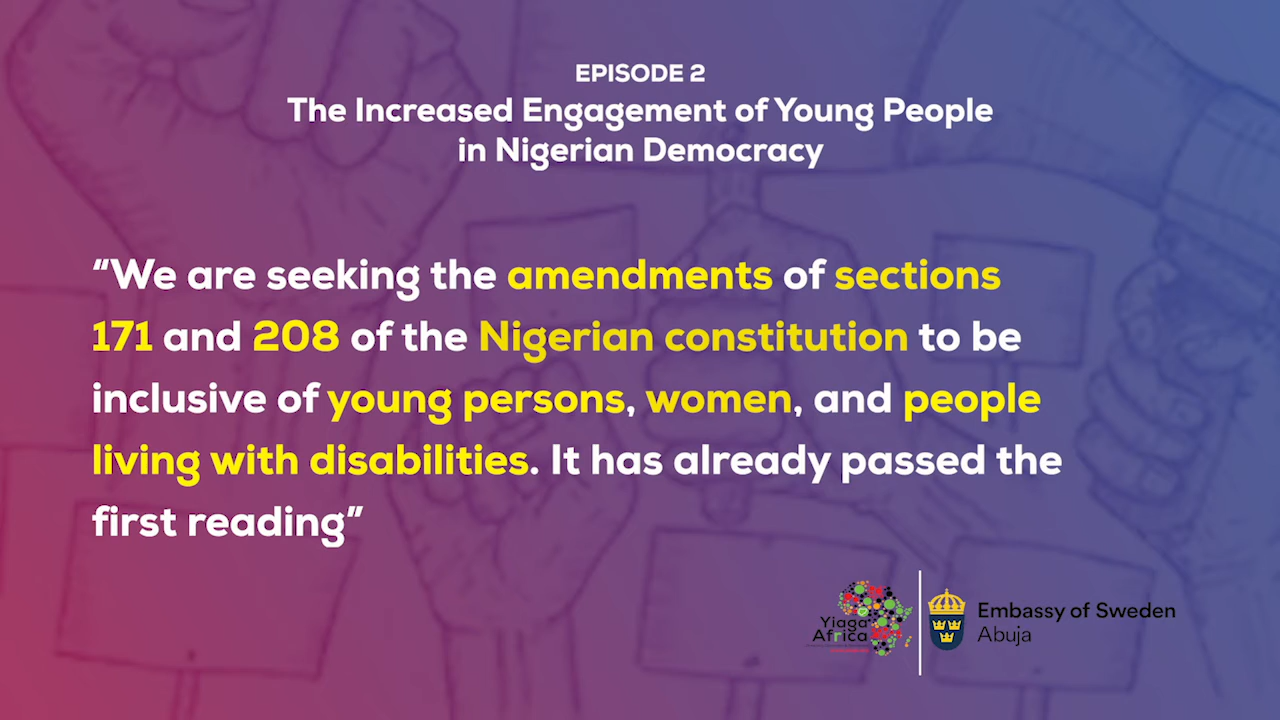 EPISODE 2
The Increased Engagement of Young People
in Nigerian Democracy
“We are seeking the amendments of sections
171 and 208 of the Nigerian constitution to be
inclusive of young persons, women, and people
living with disabilities. It has already passed the
first reading”
Yiaga
Africa
Embassy of Sweden
Abuja